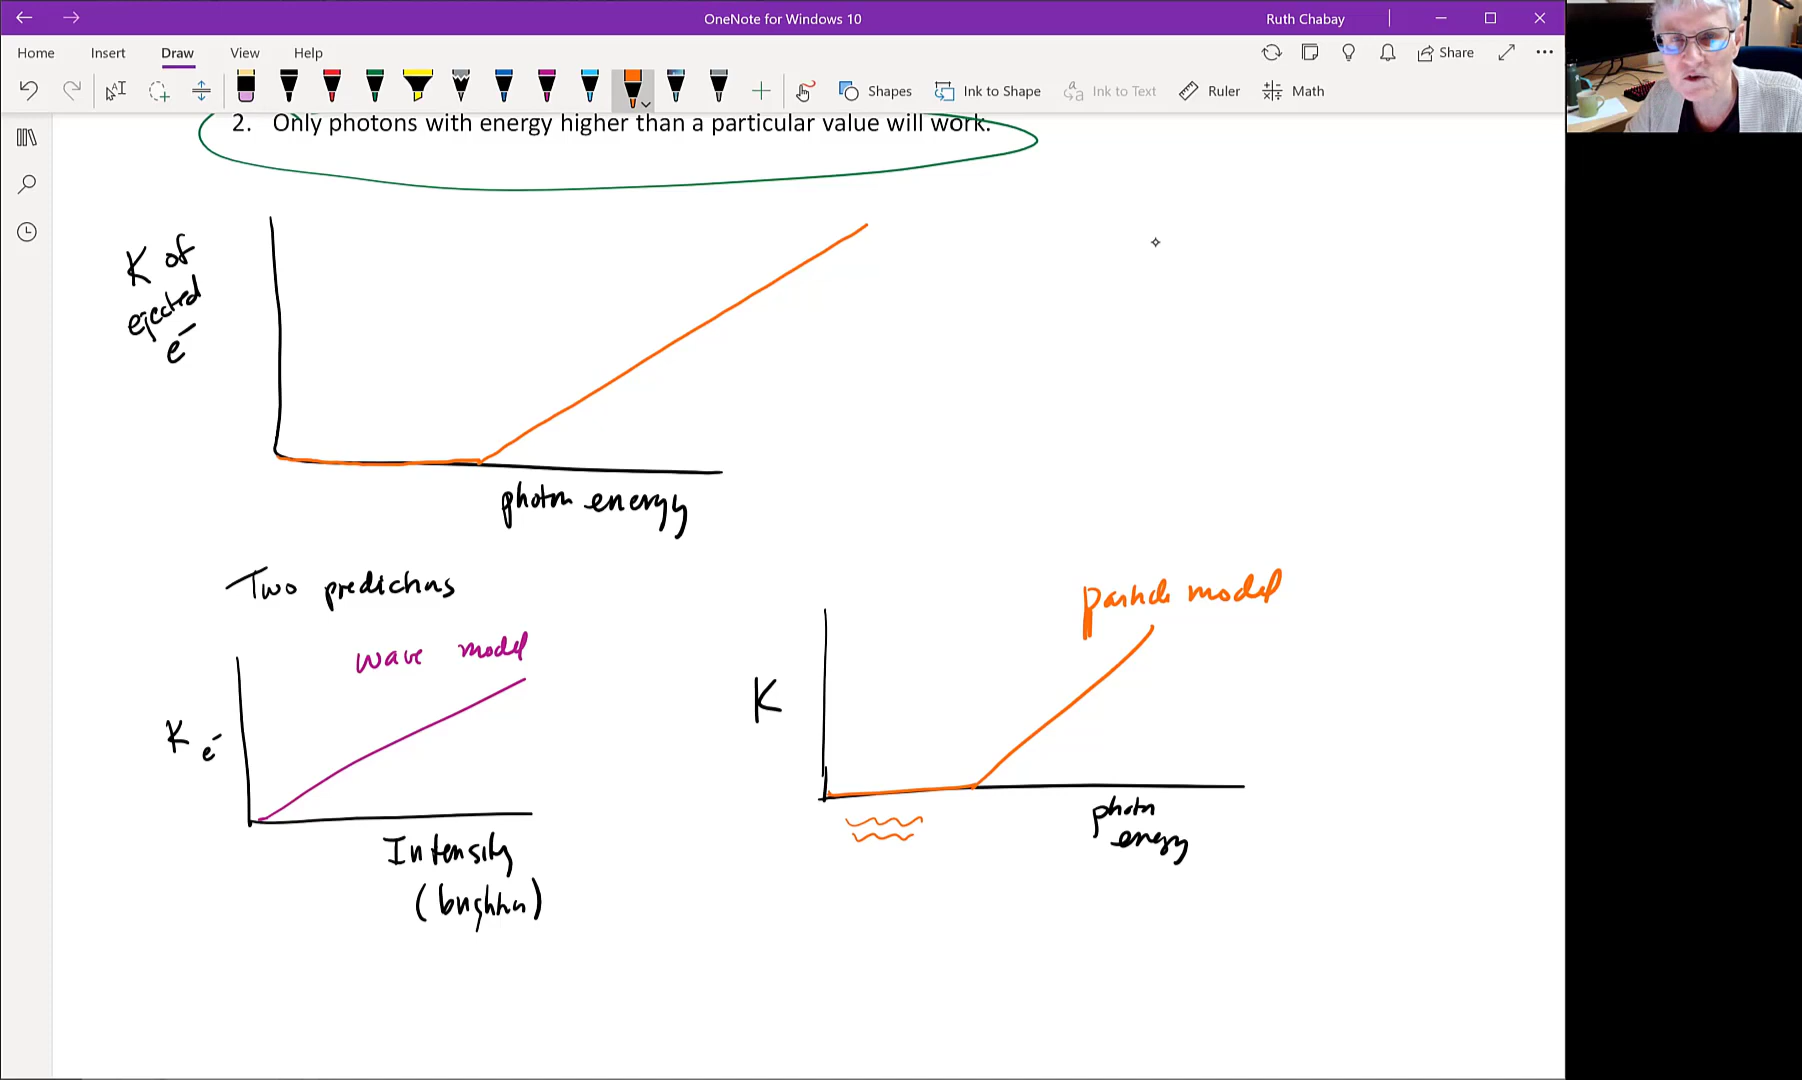 OneNote for Windows 10
Ruth Chabay
Home Insert Draw View Help
Share
Shapes Ink to Shape Ink to Text Ruler Math
2. Only photons with energy higher than a particular value will work.
K of
ejected
e-
photon energy
Two predictions
wave model
K e-
Intensity
(brighter)
particle model
K
photon
energy